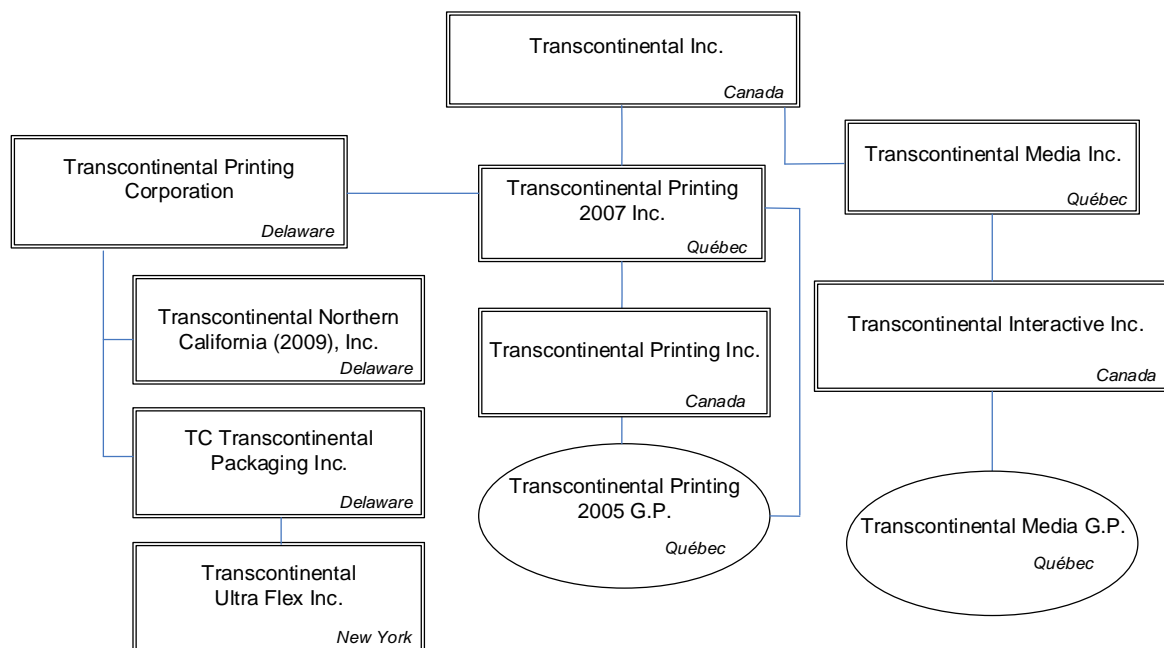 Transcontinental Inc.
Canada
Transcontinental Printing
Corporation
Delaware
Transcontinental Printing
2007 Inc.
Québec
Transcontinental Media Inc.
Québec
Transcontinental Northern
California (2009), Inc.
Delaware
Transcontinental Printing Inc.
Canada
Transcontinental Interactive Inc.
Canada
TC Transcontinental
Packaging Inc.
Delaware
Transcontinental Printing
2005 G.P.
Québec
Transcontinental Media G.P.
Québec
Transcontinental
Ultra Flex Inc.
New York